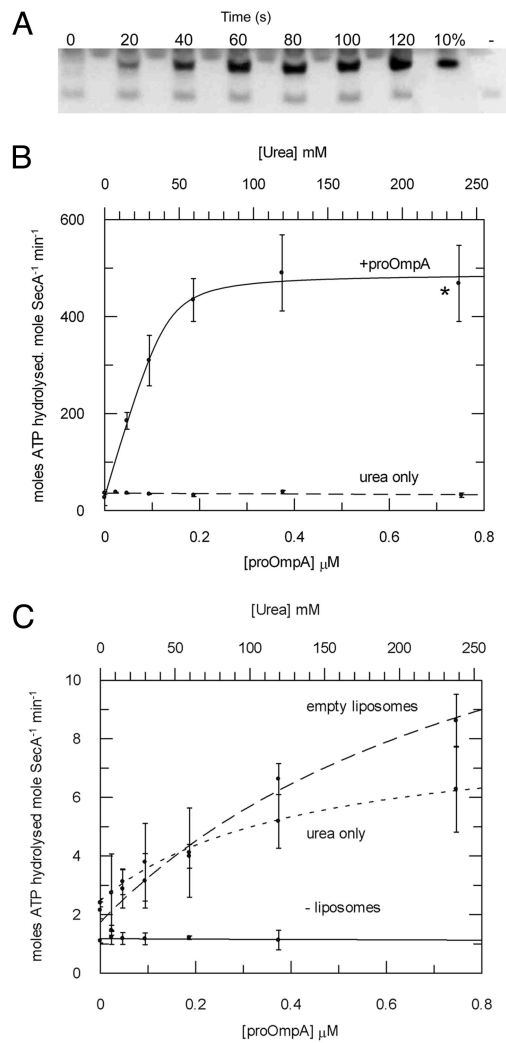 A
Time (s)
0 20 40 60 80 100 120 10% -
B
[Urea] mM
0 50 100 150 200 250
600
400
200
0
moles ATP hydrolysed. mole SecA-1 min-1
+proOmpA
*
urea only
0 0.2 0.4 0.6 0.8
[proOmpA] µM
C
[Urea] mM
0 50 100 150 200 250
10
8
6
4
2
0
moles ATP hydrolysed mole SecA-1 min-1
empty liposomes
urea only
- liposomes
0 0.2 0.4 0.6 0.8
[proOmpA] µM